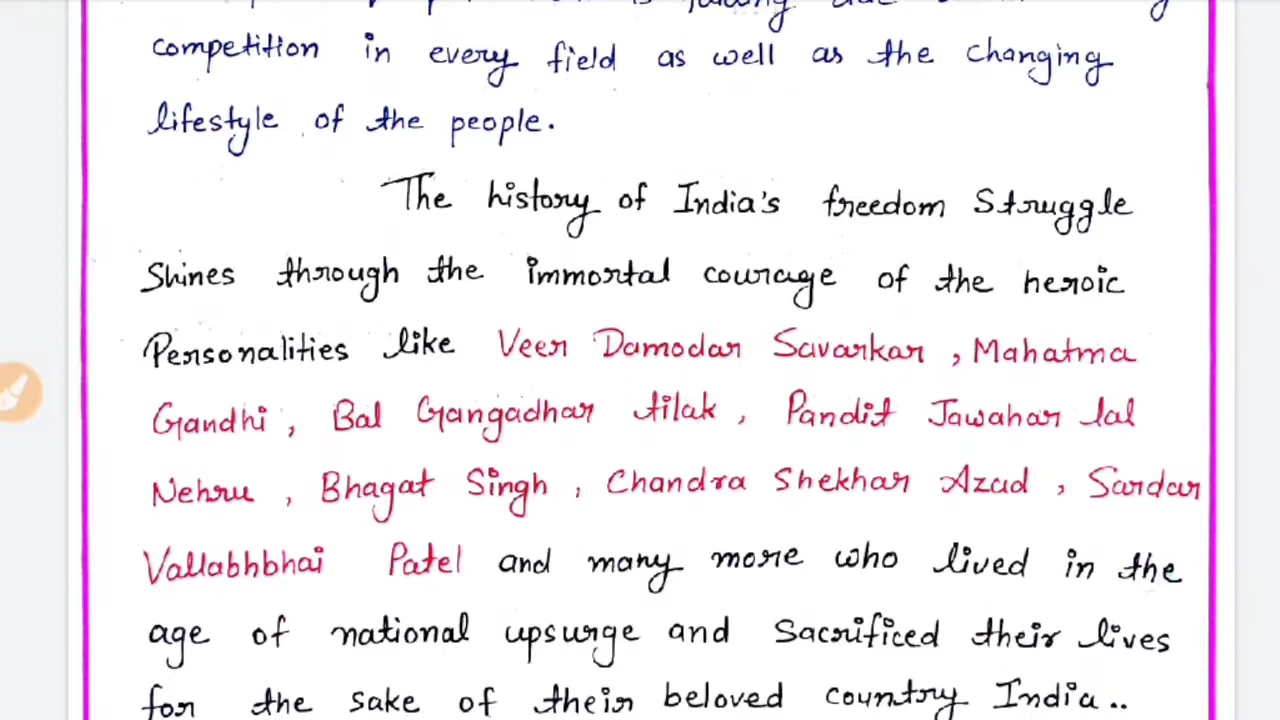 competition in every field as well as the changing
lifestyle of the people.
The history of India's freedom Struggle
Shines through the immortal courage of the heroic
Personalities like Veer Damodar Savarkar, Mahatma
Gandhi, Bal Gangadhar tilak, Pandit Jawahar lal
Nehru, Bhagat Singh, Chandra Shekhar Azad, Sardar
Vallabhbhai Patel and many more who lived in the
age of national upsurge and Sacrificed their lives
for the sake of their beloved country India..